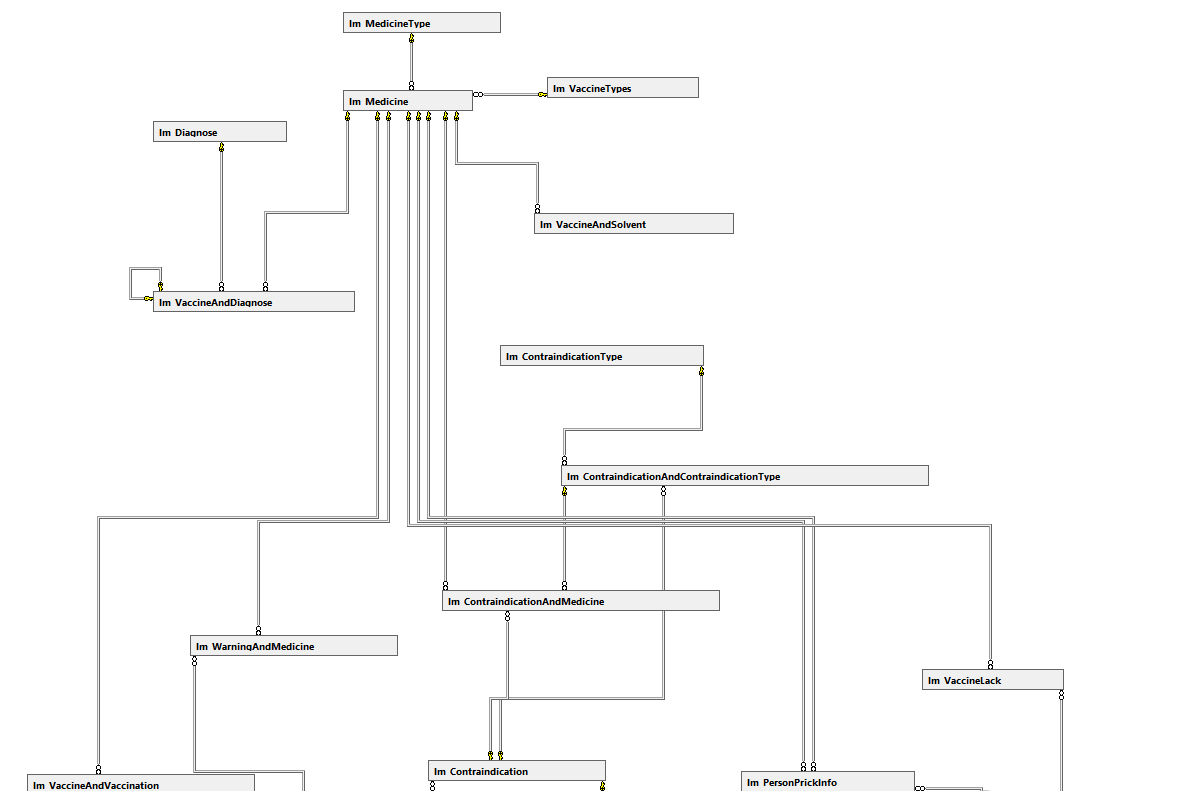 Im MedicineType
Im VaccineTypes
Im Medicine
Im Diagnose
Im VaccineAndSolvent
Im VaccineAndDiagnose
Im ContraindicationType
Im ContraindicationAndContraindicationType
Im ContraindicationAndMedicine
Im WarningAndMedicine
Im VaccineLack
Im Contraindication
Im PersonPrickInfo
Im VaccineAndVaccination